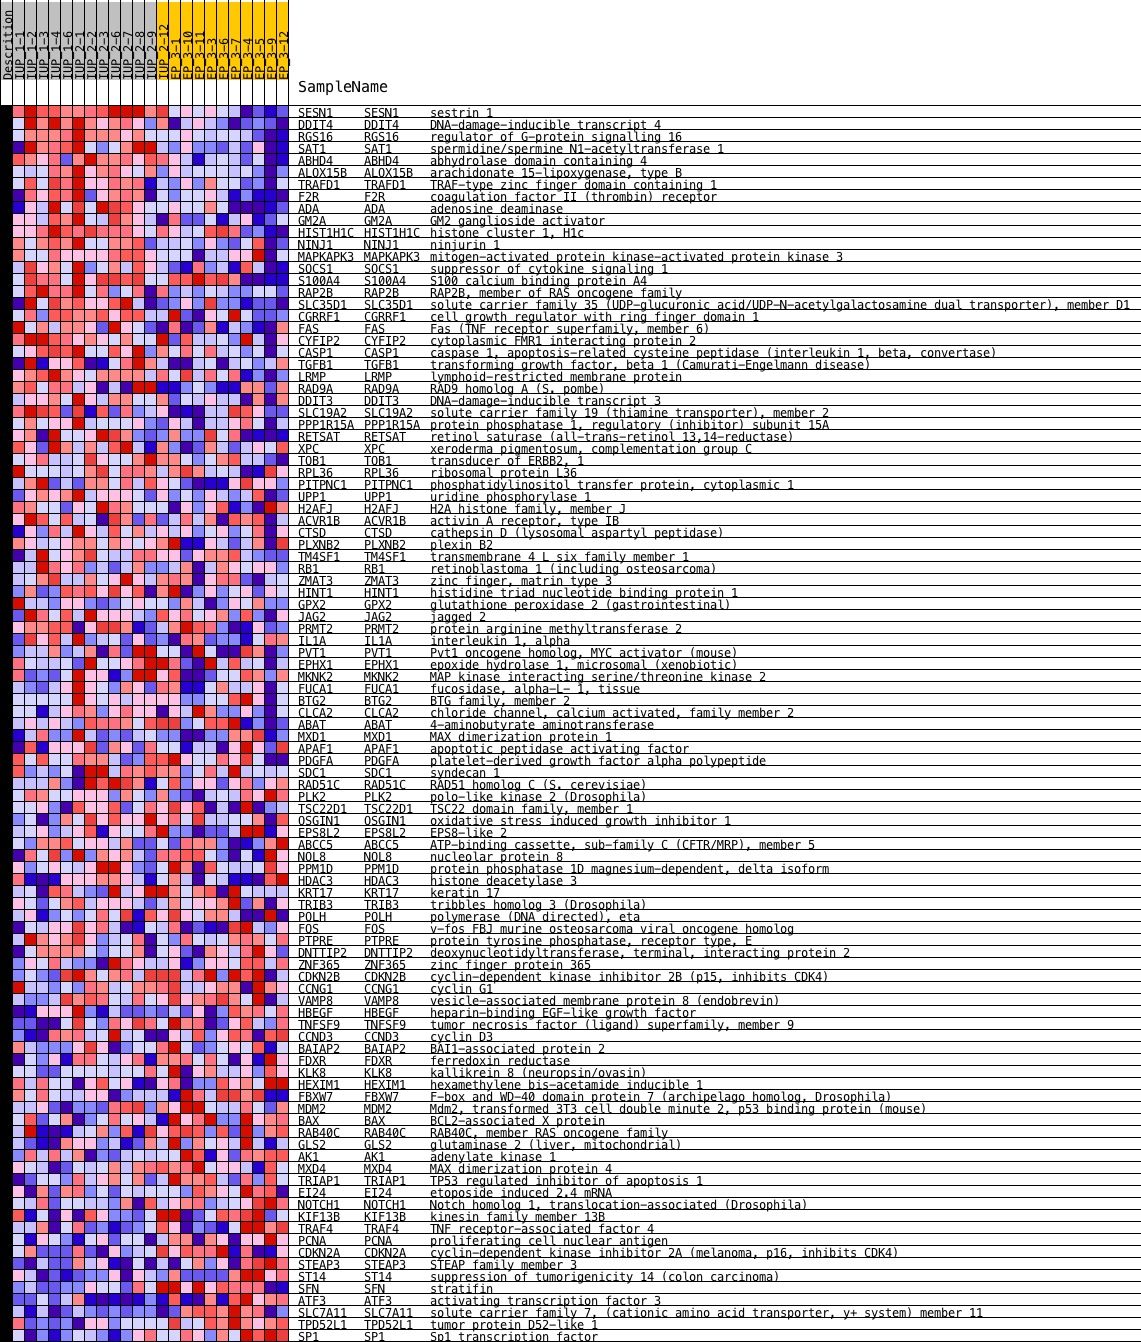 Descrition
IUP_1-1
IUP_1-2
IUP_1-3
IUP_1-4
IUP_1-6
IUP_2-1
IUP_2-2
IUP_2-3
IUP_2-6
IUP_2-7
IUP_2-8
IUP_2-9
IUP_2-12
EP_3-1
EP_3-10
EP_3-11
EP_3-3
EP_3-6
EP_3-7
EP_3-4
EP_3-5
EP_3-9
EP_3-12
SampleName
SESN1 SESN1 sestrin 1
DDIT4 DDIT4 DNA-damage-inducible transcript 4
RGS16 RGS16 regulator of G-protein signalling 16
SAT1 SAT1 spermidine/spermine N1-acetyltransferase 1
ABHD4 ABHD4 abhydrolase domain containing 4
ALOX15B ALOX15B arachidonate 15-lipoxygenase, type B
TRAFD1 TRAFD1 TRAF-type zinc finger domain containing 1
F2R F2R coagulation factor II (thrombin) receptor
ADA ADA adenosine deaminase
GM2A GM2A GM2 ganglioside activator
HIST1H1C HIST1H1C histone cluster 1, H1c
NINJ1 NINJ1 ninjurin 1
MAPKAPK3 MAPKAPK3 mitogen-activated protein kinase-activated protein kinase 3
SOCS1 SOCS1 suppressor of cytokine signaling 1
S100A4 S100A4 S100 calcium binding protein A4
RAP2B RAP2B RAP2B, member of RAS oncogene family
SLC35D1 SLC35D1 solute carrier family 35 (UDP-glucuronic acid/UDP-N-acetylgalactosamine dual transporter), member D1
CGRRF1 CGRRF1 cell growth regulator with ring finger domain 1
FAS FAS Fas (TNF receptor superfamily, member 6)
CYFIP2 CYFIP2 cytoplasmic FMR1 interacting protein 2
CASP1 CASP1 caspase 1, apoptosis-related cysteine peptidase (interleukin 1, beta, convertase)
TGFB1 TGFB1 transforming growth factor, beta 1 (Camurati-Engelmann disease)
LRMP LRMP lymphoid-restricted membrane protein
RAD9A RAD9A RAD9 homolog A (S. pombe)
DDIT3 DDIT3 DNA-damage-inducible transcript 3
SLC19A2 SLC19A2 solute carrier family 19 (thiamine transporter), member 2
PPP1R15A PPP1R15A protein phosphatase 1, regulatory (inhibitor) subunit 15A
RETSAT RETSAT retinol saturase (all-trans-retinol 13,14-reductase)
XPC XPC xeroderma pigmentosum, complementation group C
TOB1 TOB1 transducer of ERBB2, 1
RPL36 RPL36 ribosomal protein L36
PITPNC1 PITPNC1 phosphatidylinositol transfer protein, cytoplasmic 1
UPP1 UPP1 uridine phosphorylase 1
H2AFJ H2AFJ H2A histone family, member J
ACVR1B ACVR1B activin A receptor, type IB
CTSD CTSD cathepsin D (lysosomal aspartyl peptidase)
PLXNB2 PLXNB2 plexin B2
TM4SF1 TM4SF1 transmembrane 4 L six family member 1
RB1 RB1 retinoblastoma 1 (including osteosarcoma)
ZMAT3 ZMAT3 zinc finger, matrin type 3
HINT1 HINT1 histidine triad nucleotide binding protein 1
GPX2 GPX2 glutathione peroxidase 2 (gastrointestinal)
JAG2 JAG2 jagged 2
PRMT2 PRMT2 protein arginine methyltransferase 2
IL1A IL1A interleukin 1, alpha
PVT1 PVT1 Pvt1 oncogene homolog, MYC activator (mouse)
EPHX1 EPHX1 epoxide hydrolase 1, microsomal (xenobiotic)
MKNK2 MKNK2 MAP kinase interacting serine/threonine kinase 2
FUCA1 FUCA1 fucosidase, alpha-L- 1, tissue
BTG2 BTG2 BTG family, member 2
CLCA2 CLCA2 chloride channel, calcium activated, family member 2
ABAT ABAT 4-aminobutyrate aminotransferase
MXD1 MXD1 MAX dimerization protein 1
APAF1 APAF1 apoptotic peptidase activating factor
PDGFA PDGFA platelet-derived growth factor alpha polypeptide
SDC1 SDC1 syndecan 1
RAD51C RAD51C RAD51 homolog C (S. cerevisiae)
PLK2 PLK2 polo-like kinase 2 (Drosophila)
TSC22D1 TSC22D1 TSC22 domain family, member 1
OSGIN1 OSGIN1 oxidative stress induced growth inhibitor 1
EPS8L2 EPS8L2 EPS8-like 2
ABCC5 ABCC5 ATP-binding cassette, sub-family C (CFTR/MRP), member 5
NOL8 NOL8 nucleolar protein 8
PPM1D PPM1D protein phosphatase 1D magnesium-dependent, delta isoform
HDAC3 HDAC3 histone deacetylase 3
KRT17 KRT17 keratin 17
TRIB3 TRIB3 tribbles homolog 3 (Drosophila)
POLH POLH polymerase (DNA directed), eta
FOS FOS v-fos FBJ murine osteosarcoma viral oncogene homolog
PTPRE PTPRE protein tyrosine phosphatase, receptor type, E
DNTTIP2 DNTTIP2 deoxynucleotidyltransferase, terminal, interacting protein 2
ZNF365 ZNF365 zinc finger protein 365
CDKN2B CDKN2B cyclin-dependent kinase inhibitor 2B (p15, inhibits CDK4)
CCNG1 CCNG1 cyclin G1
VAMP8 VAMP8 vesicle-associated membrane protein 8 (endobrevin)
HBEGF HBEGF heparin-binding EGF-like growth factor
TNFSF9 TNFSF9 tumor necrosis factor (ligand) superfamily, member 9
CCND3 CCND3 cyclin D3
BAIAP2 BAIAP2 BAI1-associated protein 2
FDXR FDXR ferredoxin reductase
KLK8 KLK8 kallikrein 8 (neuropsin/ovasin)
HEXIM1 HEXIM1 hexamethylene bis-acetamide inducible 1
FBXW7 FBXW7 F-box and WD-40 domain protein 7 (archipelago homolog, Drosophila)
MDM2 MDM2 Mdm2, transformed 3T3 cell double minute 2, p53 binding protein (mouse)
BAX BAX BCL2-associated X protein
RAB40C RAB40C RAB40C, member RAS oncogene family
GLS2 GLS2 glutaminase 2 (liver, mitochondrial)
AK1 AK1 adenylate kinase 1
MXD4 MXD4 MAX dimerization protein 4
TRIAP1 TRIAP1 TP53 regulated inhibitor of apoptosis 1
EI24 EI24 etoposide induced 2.4 mRNA
NOTCH1 NOTCH1 Notch homolog 1, translocation-associated (Drosophila)
KIF13B KIF13B kinesin family member 13B
TRAF4 TRAF4 TNF receptor-associated factor 4
PCNA PCNA proliferating cell nuclear antigen
CDKN2A CDKN2A cyclin-dependent kinase inhibitor 2A (melanoma, p16, inhibits CDK4)
STEAP3 STEAP3 STEAP family member 3
ST14 ST14 suppression of tumorigenicity 14 (colon carcinoma)
SFN SFN stratifin
ATF3 ATF3 activating transcription factor 3
SLC7A11 SLC7A11 solute carrier family 7, (cationic amino acid transporter, y+ system) member 11
TPD52L1 TPD52L1 tumor protein D52-like 1
SP1 SP1 Sp1 transcription factor